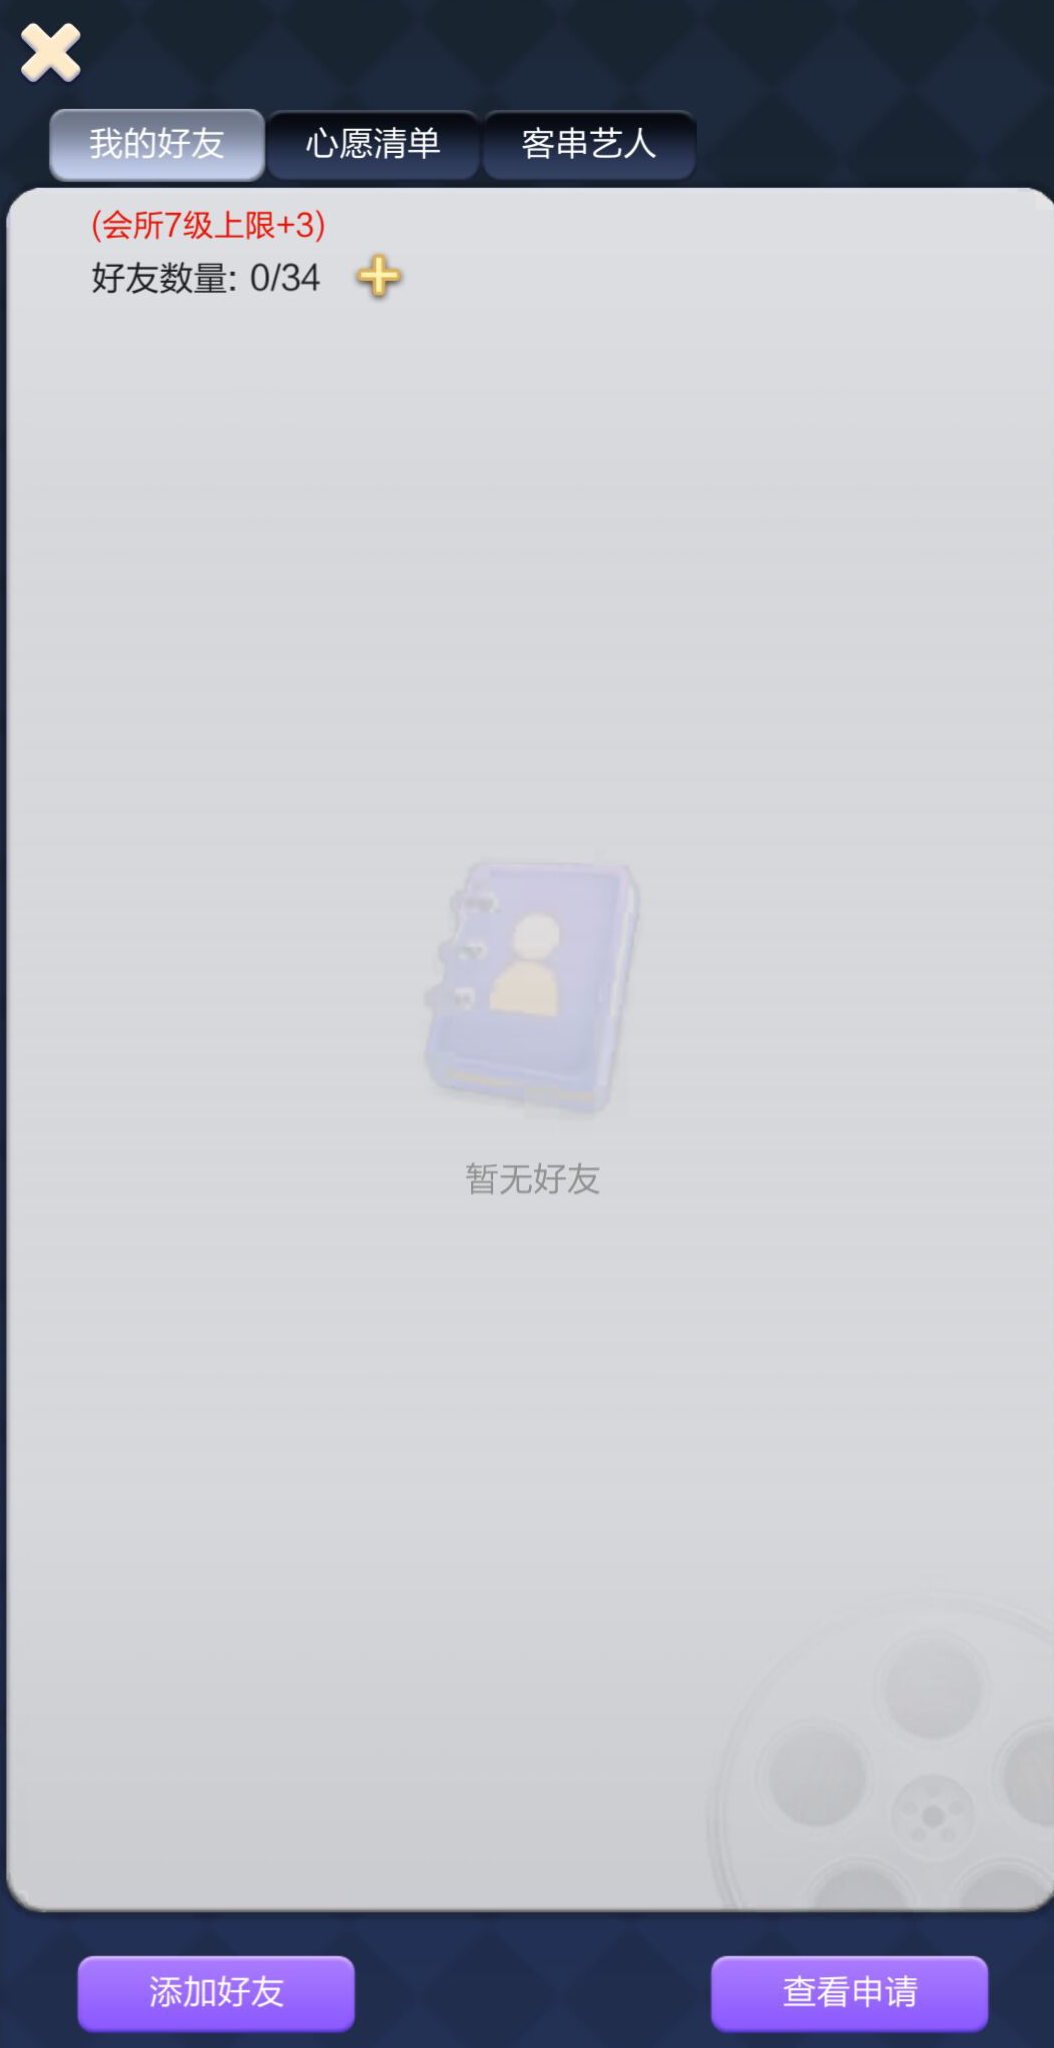 我的好友
心愿清单
客串艺人
(会所7级上限+3)
好友数量: 0/34
暂无好友
添加好友
查看申请